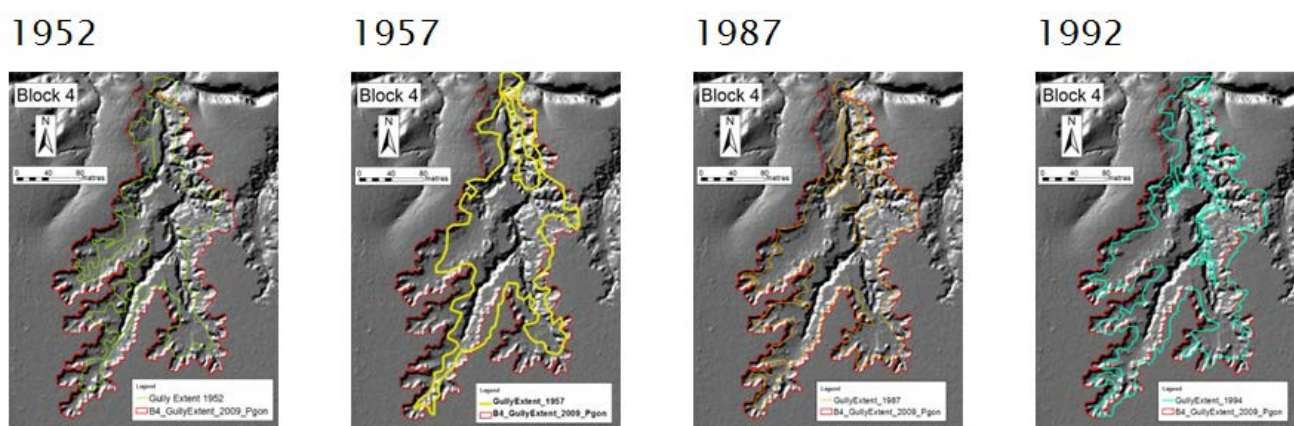 1952
1957
1987
1992
Block 4
N
0 40 80
metres
Legend
Gully Extent 1952
B4_GullyExtent_2009_Pgon
Block 4
N
0 40 80
metres
Legend
GullyExtent_1957
B4_GullyExtent_2009_Pgon
Block 4
N
0 40 80
metres
Legend
GullyExtent_1987
B4_GullyExtent_2009_Pgon
Block 4
N
0 40 80
metres
Legend
GullyExtent_1994
B4_GullyExtent_2009_Pgon